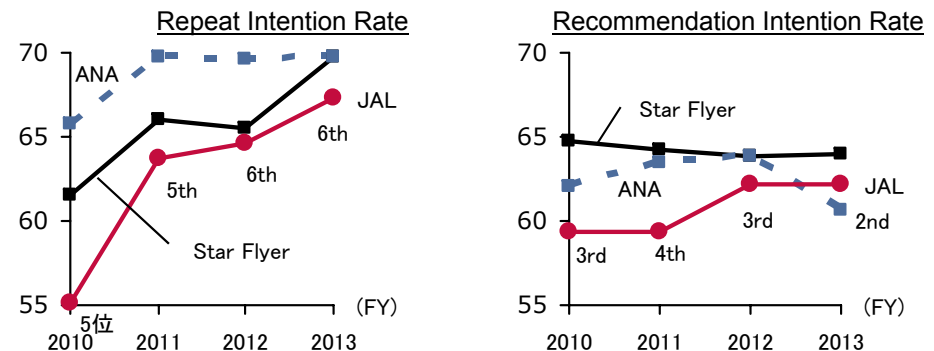 Repeat Intention Rate
70
65
60
55
ANA
JAL
6th
6th
5th
Star Flyer
5位
(FY)
2010 2011 2012 2013
Recommendation Intention Rate
70
65
60
55
Star Flyer
ANA
JAL
3rd
2nd
3rd
4th
(FY)
2010 2011 2012 2013